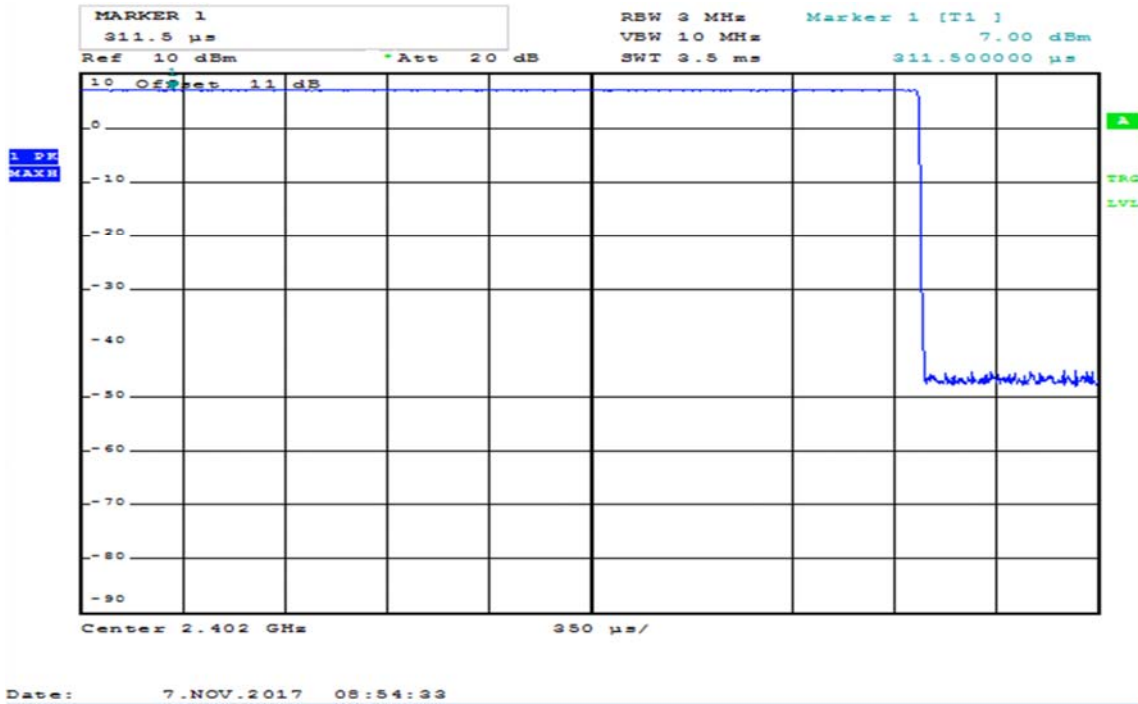 MARKER 1
311.5 µs
RBW 3 MHz
VBW 10 MHz
SWT 3.5 ms
Marker 1 [T1 ]
7.00 dBm
311.500000 µs
Ref 10 dBm
*Att 20 dB
10 Offset 11 dB
1
0
-10
-20
-30
-40
-50
-60
-70
-80
-90
1 PK
MAXH
A
TRG
LVL
Center 2.402 GHz
350 µs/
Date: 7.NOV.2017 08:54:33